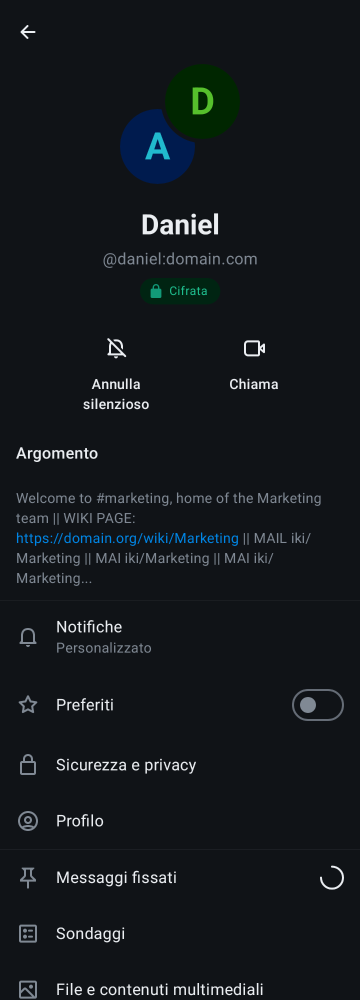 D
A
Daniel
@daniel:domain.com
Cifrata
Annulla
silenzioso
Chiama
Argomento
Welcome to #marketing, home of the Marketing
team || WIKI PAGE:
https://domain.org/wiki/Marketing || MAIL iki/
Marketing || MAI iki/Marketing || MAI iki/
Marketing...
Notifiche
Personalizzato
Preferiti
Sicurezza e privacy
Profilo
Messaggi fissati
Sondaggi
File e contenuti multimediali